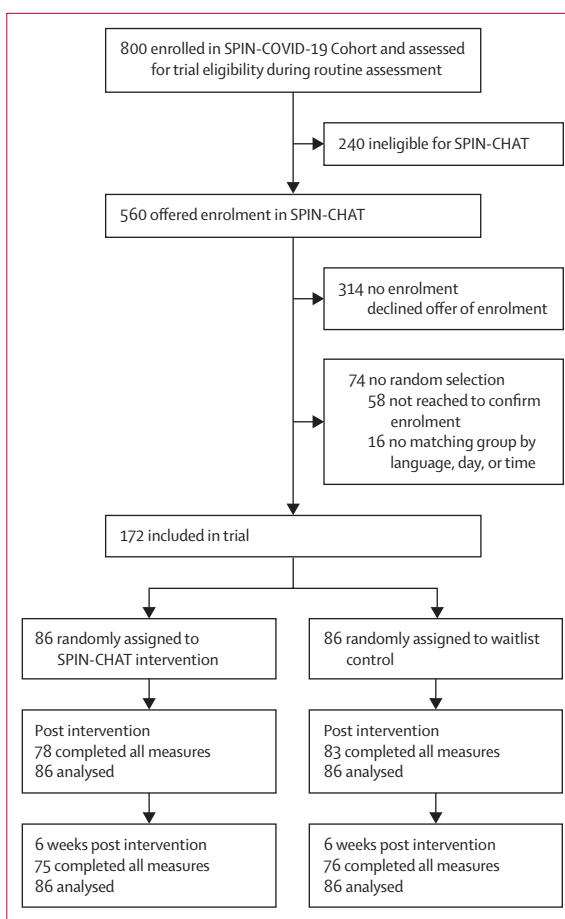 800 enrolled in SPIN-COVID-19 Cohort and assessed
for trial eligibility during routine assessment
240 ineligible for SPIN-CHAT
560 offered enrolment in SPIN-CHAT
314 no enrolment
declined offer of enrolment
74 no random selection
58 not reached to confirm
enrolment
16 no matching group by
language, day, or time
172 included in trial
86 randomly assigned to
SPIN-CHAT intervention
86 randomly assigned to waitlist
control
Post intervention
78 completed all measures
86 analysed
Post intervention
83 completed all measures
86 analysed
6 weeks post intervention
75 completed all measures
86 analysed
6 weeks post intervention
76 completed all measures
86 analysed